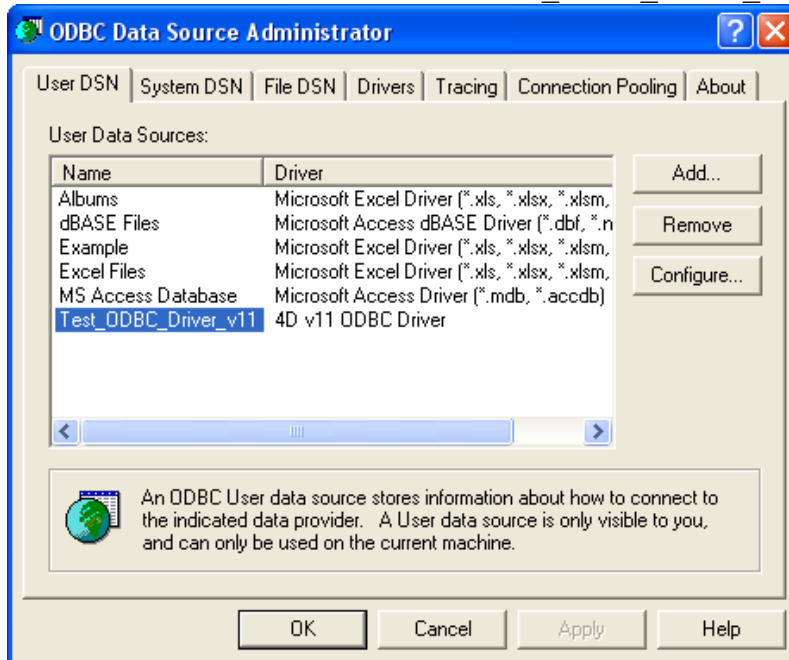 ODBC Data Source Administrator
User DSN System DSN File DSN Drivers Tracing Connection Pooling About
User Data Sources:
Name Driver
Albums Microsoft Excel Driver (*.xls, *.xlsx, *.xlsm,
dBASE Files Microsoft Access dBASE Driver (*.dbf, *.n
Example Microsoft Excel Driver (*.xls, *.xlsx, *.xlsm,
Excel Files Microsoft Excel Driver (*.xls, *.xlsx, *.xlsm,
MS Access Database Microsoft Access Driver (*.mdb, *.accdb)
Test_ODBC_Driver_v11 4D v11 ODBC Driver
Add...
Remove
Configure...
An ODBC User data source stores information about how to connect to
the indicated data provider. A User data source is only visible to you,
and can only be used on the current machine.
OK Cancel Apply Help